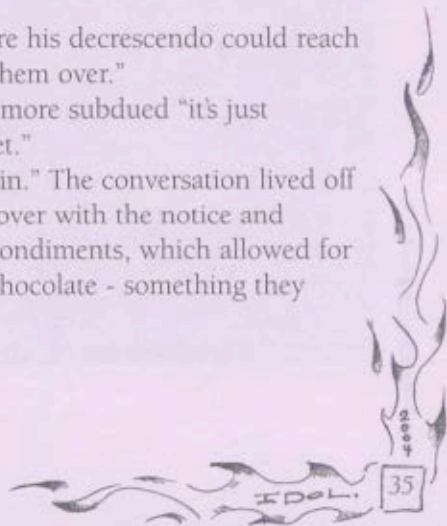 re his decrescendo could reach
them over."
more subdued "it's just
et."
in." The conversation lived off
over with the notice and
ondiments, which allowed for
hocolate - something they
2004
IDOL.
35